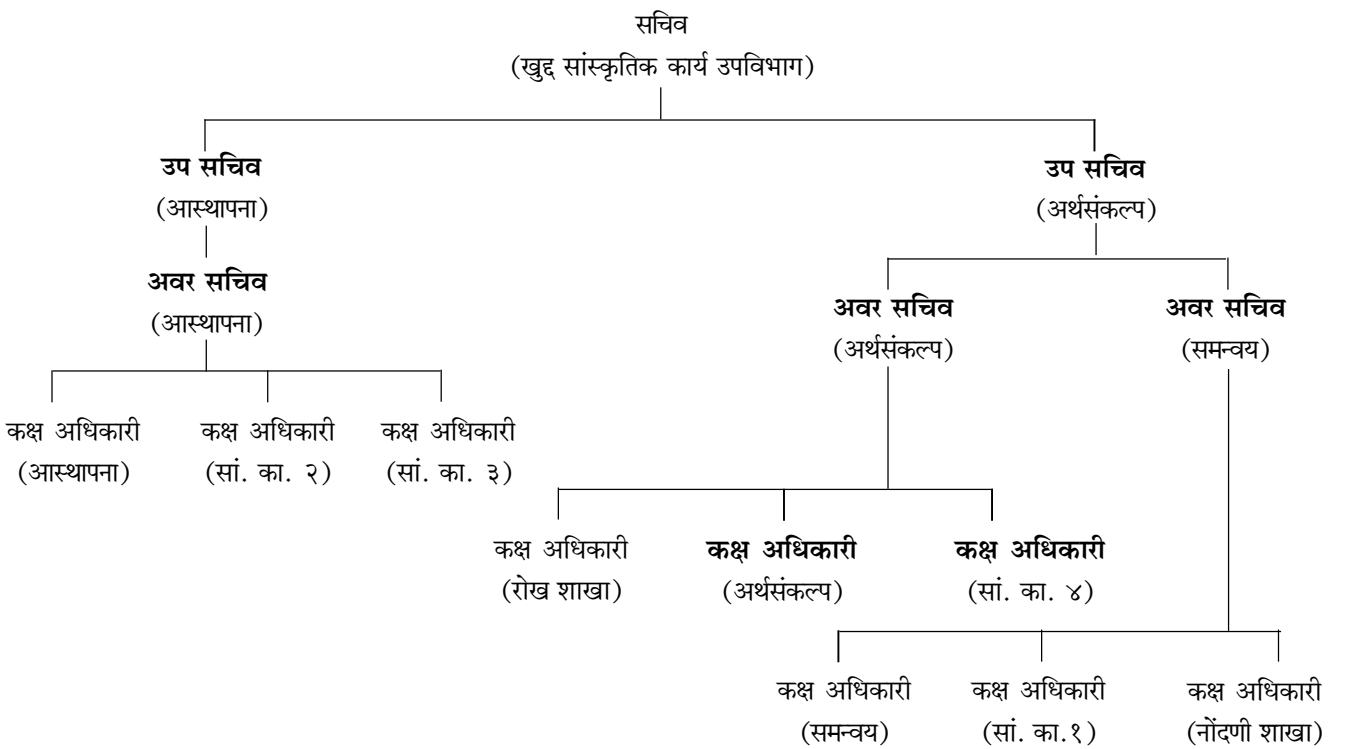 सचिव
(खुद्द सांस्कृतिक कार्य उपविभाग)
उप सचिव
(आस्थापना)
उप सचिव
(अर्थसंकल्प)
अवर सचिव
(आस्थापना)
अवर सचिव
(अर्थसंकल्प)
अवर सचिव
(समन्वय)
कक्ष अधिकारी
(आस्थापना)
कक्ष अधिकारी
(सां. का. २)
कक्ष अधिकारी
(सां. का. ३)
कक्ष अधिकारी
(रोख शाखा)
कक्ष अधिकारी
(अर्थसंकल्प)
कक्ष अधिकारी
(सां. का. ४)
कक्ष अधिकारी
(समन्वय)
कक्ष अधिकारी
(सां. का.१)
कक्ष अधिकारी
(नोंदणी शाखा)